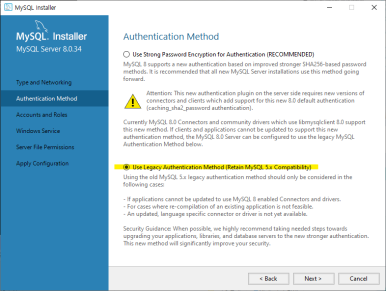 MySQL Installer
MySQL Installer
MySQL Server 8.0.34
Type and Networking
Authentication Method
Accounts and Roles
Windows Service
Server File Permissions
Apply Configuration
Authentication Method
Use Strong Password Encryption for Authentication (RECOMMENDED)
MySQL 8 supports a new authentication based on improved stronger SHA256-based password
methods. It is recommended that all new MySQL Server installations use this method going
forward.
Attention: This new authentication plugin on the server side requires new versions of
connectors and clients which add support for this new 8.0 default authentication
(caching_sha2_password authentication).
Currently MySQL 8.0 Connectors and community drivers which use libmysqlclient 8.0 support
this new method. If clients and applications cannot be updated to support this new
authentication method, the MySQL 8.0 Server can be configured to use the legacy MySQL
Authentication Method below.
Use Legacy Authentication Method (Retain MySQL 5.x Compatibility)
Using the old MySQL 5.x legacy authentication method should only be considered in the
following cases:
- If applications cannot be updated to use MySQL 8 enabled Connectors and drivers.
- For cases where re-compilation of an existing application is not feasible.
- An updated, language specific connector or driver is not yet available.
Security Guidance: When possible, we highly recommend taking needed steps towards
upgrading your applications, libraries, and database servers to the new stronger authentication.
This new method will significantly improve your security.
< Back
Next >
Cancel